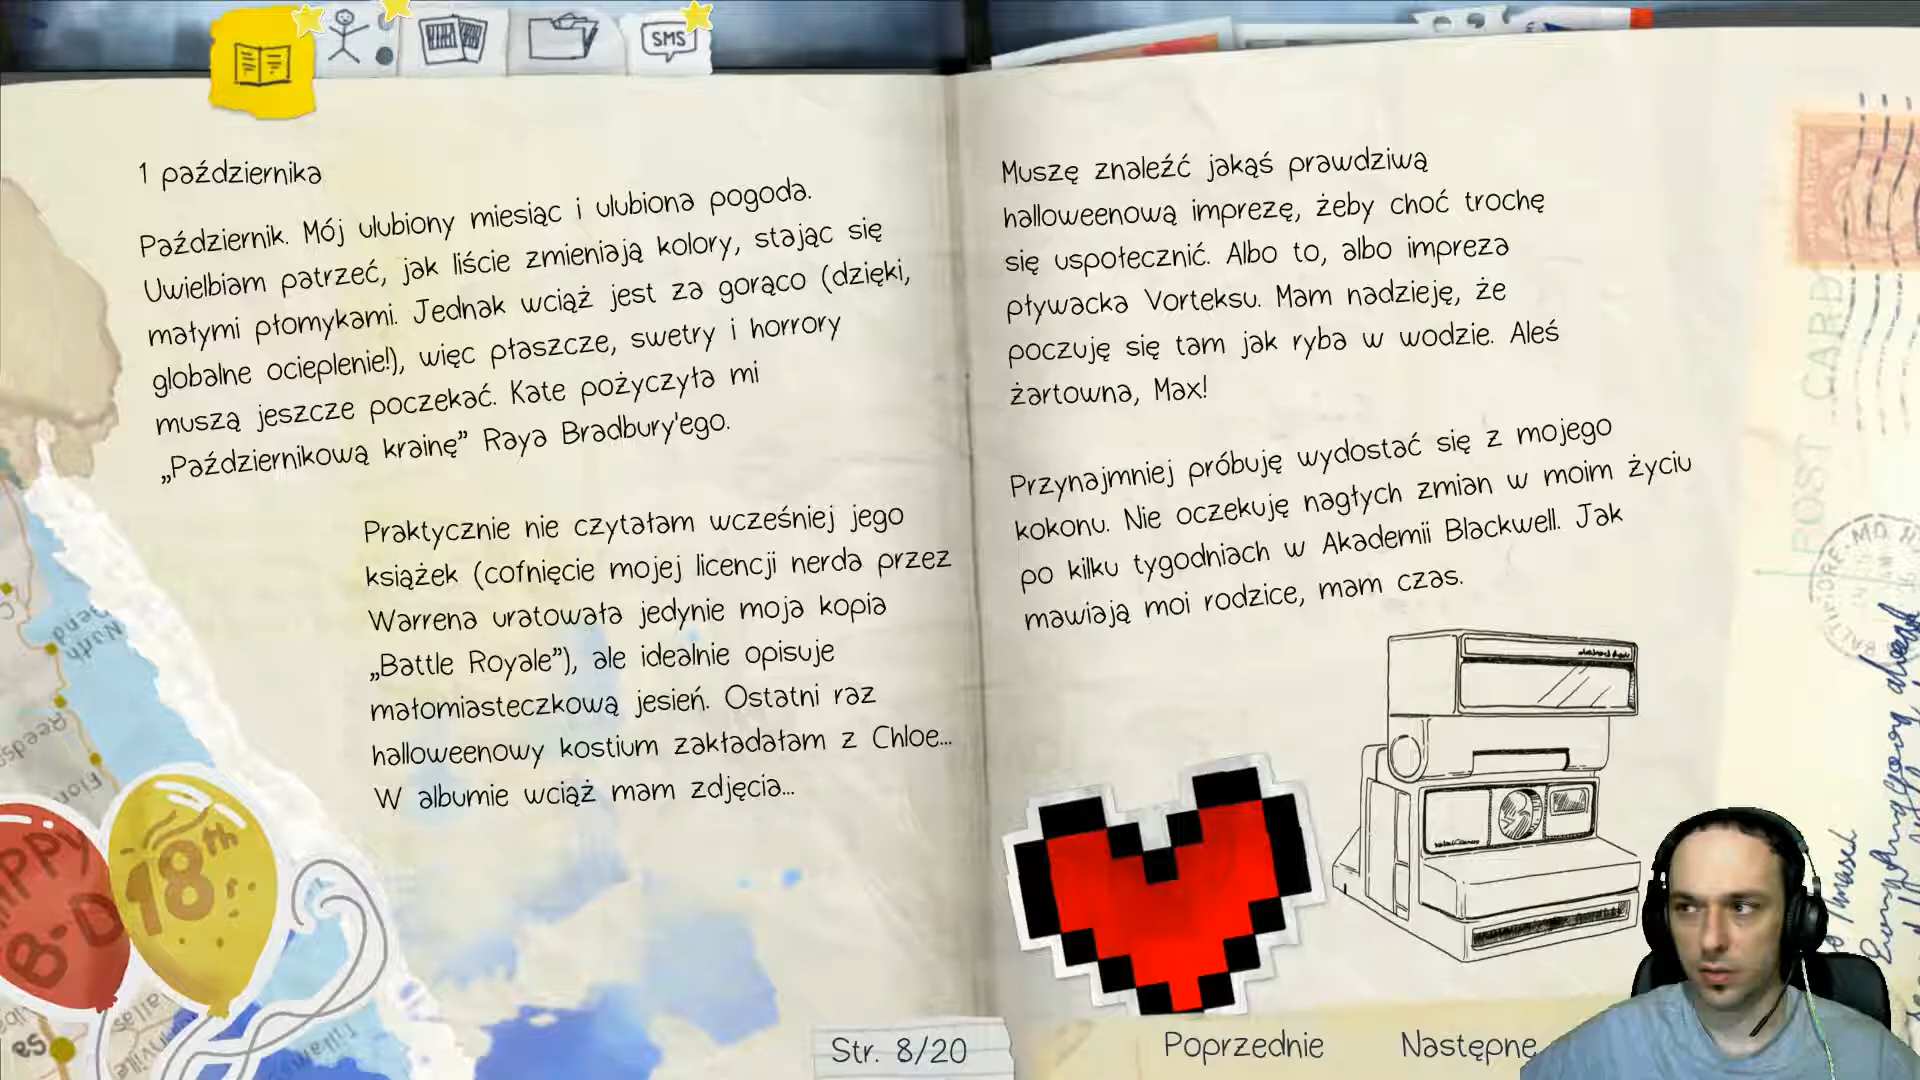 SMS
1 października
Październik. Mój ulubiony miesiąc i ulubiona pogoda.
Uwielbiam patrzeć, jak liście zmieniają kolory, stając się
małymi płomykami. Jednak wciąż jest za gorąco (dzięki,
globalne ocieplenie!), więc płaszcze, swetry i horrory
muszą jeszcze poczekać. Kate pożyczyła mi
„Październikową krainę” Raya Bradbury'ego.
Praktycznie nie czytałam wcześniej jego
książek (cofnięcie mojej licencji nerda przez
Warrena uratowała jedynie moja kopia
„Battle Royale”), ale idealnie opisuje
małomiasteczkową jesień. Ostatni raz
halloweenowy kostium zakładałam z Chloe...
W albumie wciąż mam zdjęcia...
Muszę znaleźć jakąś prawdziwą
halloweenową imprezę, żeby choć trochę
się uspołecznić. Albo to, albo impreza
pływacka Vorteksu. Mam nadzieję, że
poczuję się tam jak ryba w wodzie. Aleś
żartowna, Max!
Przynajmniej próbuję wydostać się z mojego
kokonu. Nie oczekuję nagłych zmian w moim życiu
po kilku tygodniach w Akademii Blackwell. Jak
mawiają moi rodzice, mam czas.
18th
POST CARD
Str. 8/20
Poprzednie
Następne